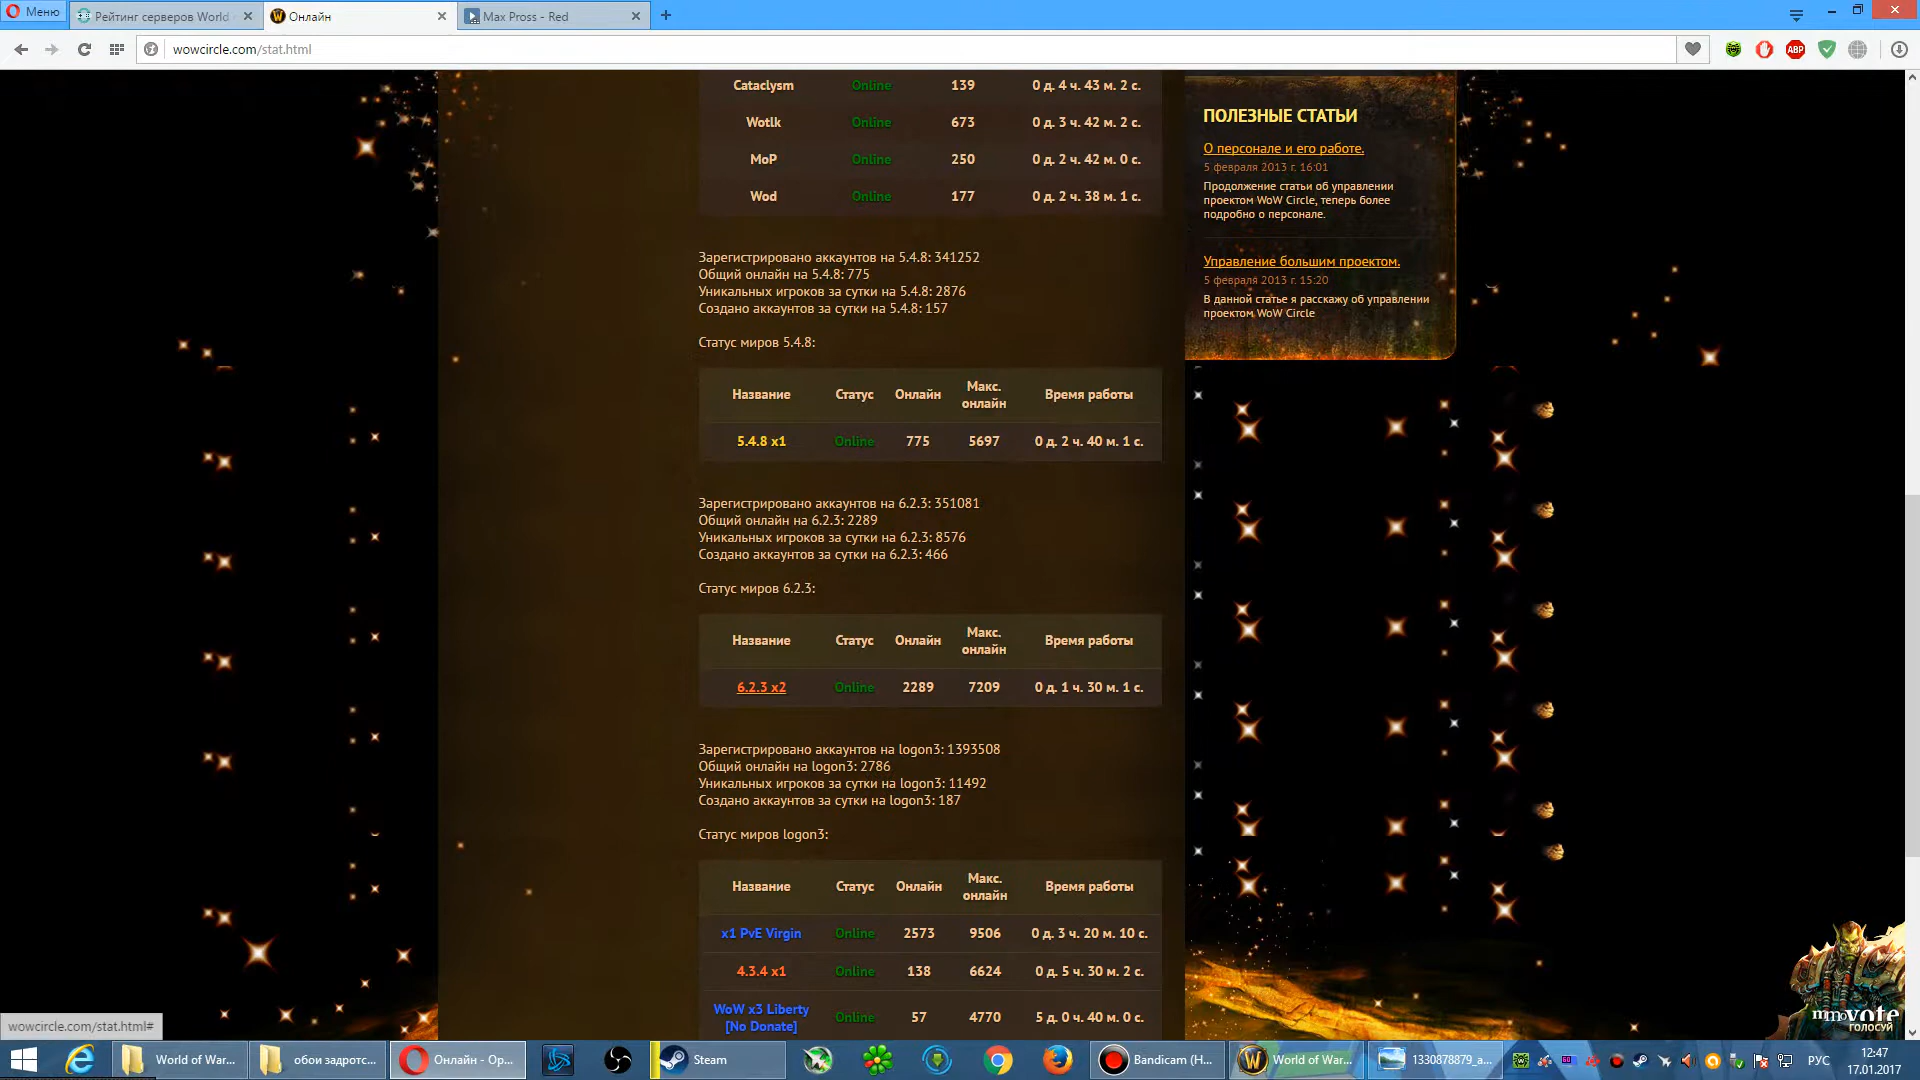 Меню
Рейтинг серверов World
Онлайн
Max Pross - Red
wowcircle.com/stat.html
ABP
Cataclysm Online 139 0 д. 4 ч. 43 м. 2 с.
Wotlk Online 673 0 д. 3 ч. 42 м. 2 с.
MoP Online 250 0 д. 2 ч. 42 м. 0 с.
Wod Online 177 0 д. 2 ч. 38 м. 1 с.
Зарегистрировано аккаунтов на 5.4.8: 341252
Общий онлайн на 5.4.8: 775
Уникальных игроков за сутки на 5.4.8: 2876
Создано аккаунтов за сутки на 5.4.8: 157
Статус миров 5.4.8:
Название Статус Онлайн Макс. онлайн Время работы
5.4.8 x1 Online 775 5697 0 д. 2 ч. 40 м. 1 с.
Зарегистрировано аккаунтов на 6.2.3: 351081
Общий онлайн на 6.2.3: 2289
Уникальных игроков за сутки на 6.2.3: 8576
Создано аккаунтов за сутки на 6.2.3: 466
Статус миров 6.2.3:
Название Статус Онлайн Макс. онлайн Время работы
6.2.3 x2 Online 2289 7209 0 д. 1 ч. 30 м. 1 с.
Зарегистрировано аккаунтов на logon3: 1393508
Общий онлайн на logon3: 2786
Уникальных игроков за сутки на logon3: 11492
Создано аккаунтов за сутки на logon3: 187
Статус миров logon3:
Название Статус Онлайн Макс. онлайн Время работы
x1 PvE Virgin Online 2573 9506 0 д. 3 ч. 20 м. 10 с.
4.3.4 x1 Online 138 6624 0 д. 5 ч. 30 м. 2 с.
WoW x3 Liberty [No Donate] Online 57 4770 5 д. 0 ч. 40 м. 0 с.
ПОЛЕЗНЫЕ СТАТЬИ
О персонале и его работе.
5 февраля 2013 г. 16:01
Продолжение статьи об управлении
проектом WoW Circle, теперь более
подробно о персонале.
Управление большим проектом.
5 февраля 2013 г. 15:20
В данной статье я расскажу об управлении
проектом WoW Circle
mmovote
ГОЛОСУЙ
wowcircle.com/stat.html#
World of War...
обои задротс...
Онлайн - Op...
Steam
Bandicam (H...
World of War...
1330878879_a...
РУС
12:47
17.01.2017